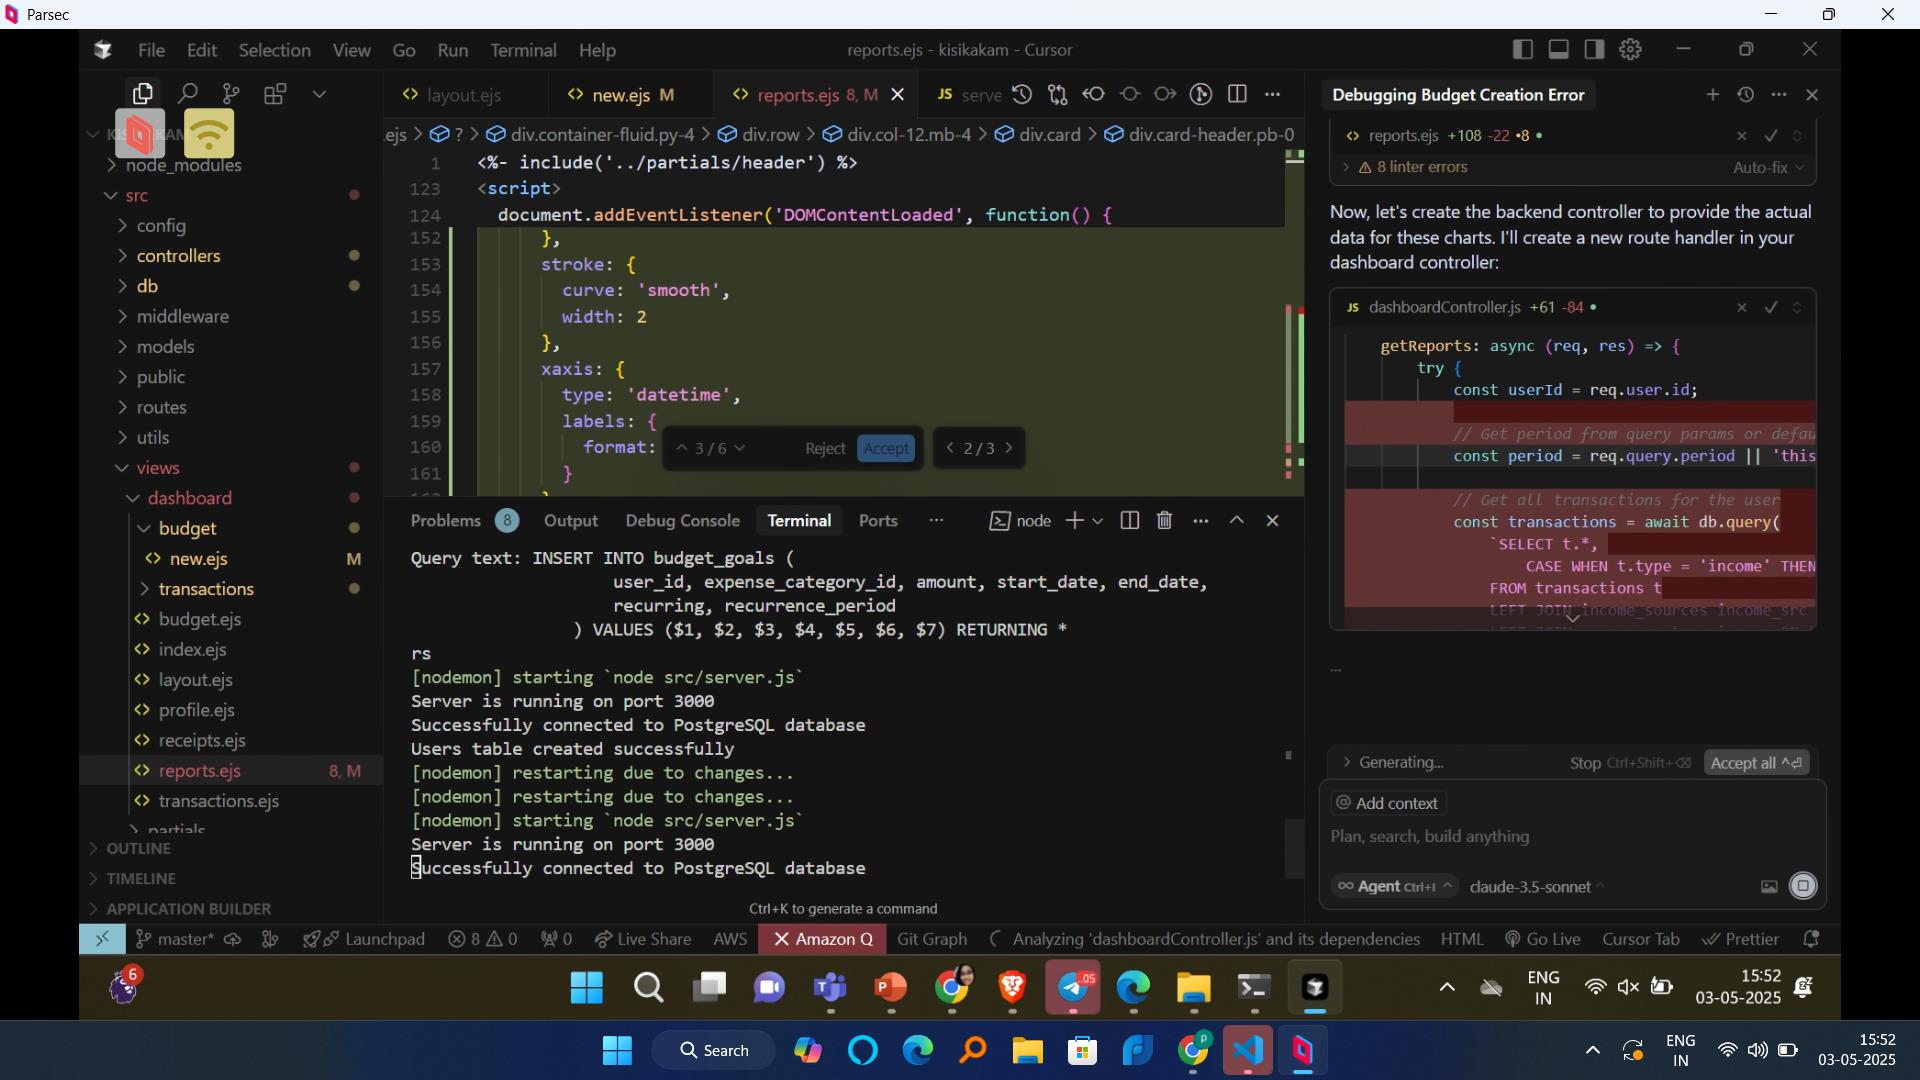 Parsec
File Edit Selection View Go Run Terminal Help
reports.ejs - kisikakam - Cursor
layout.ejs
new.ejs M
reports.ejs 8, M
JS serve
.ejs > ? > div.container-fluid.py-4 > div.row > div.col-12.mb-4 > div.card > div.card-header.pb-0
node_modules
src
config
controllers
db
middleware
models
public
routes
utils
views
dashboard
budget
new.ejs M
transactions
budget.ejs
index.ejs
layout.ejs
profile.ejs
receipts.ejs
reports.ejs 8, M
transactions.ejs
partials
OUTLINE
TIMELINE
APPLICATION BUILDER
1 <%- include('../partials/header') %>
123 <script>
124 document.addEventListener('DOMContentLoaded', function() {
152 },
153 stroke: {
154 curve: 'smooth',
155 width: 2
156 },
157 xaxis: {
158 type: 'datetime',
159 labels: {
160 format:
161 }
3 / 6
Reject Accept
2 / 3
Problems 8 Output Debug Console Terminal Ports
node
Query text: INSERT INTO budget_goals (
user_id, expense_category_id, amount, start_date, end_date,
recurring, recurrence_period
) VALUES ($1, $2, $3, $4, $5, $6, $7) RETURNING *
rs
[nodemon] starting `node src/server.js`
Server is running on port 3000
Successfully connected to PostgreSQL database
Users table created successfully
[nodemon] restarting due to changes...
[nodemon] restarting due to changes...
[nodemon] starting `node src/server.js`
Server is running on port 3000
Successfully connected to PostgreSQL database
Ctrl+K to generate a command
Debugging Budget Creation Error
reports.ejs +108 -22 •8 •
8 linter errors Auto-fix
Now, let's create the backend controller to provide the actual
data for these charts. I'll create a new route handler in your
dashboard controller:
JS dashboardController.js +61 -84 •
getReports: async (req, res) => {
try {
const userId = req.user.id;
// Get period from query params or defau
const period = req.query.period || 'this
// Get all transactions for the user
const transactions = await db.query(
`SELECT t.*,
CASE WHEN t.type = 'income' THEN
FROM transactions t
LEFT JOIN income_sources income_src
...
Generating... Stop Ctrl+Shift+⌫ Accept all ^⏎
@ Add context
Plan, search, build anything
∞ Agent Ctrl+I claude-3.5-sonnet
master* Launchpad 8 0 0 Live Share AWS Amazon Q Git Graph Analyzing 'dashboardController.js' and its dependencies HTML Go Live Cursor Tab Prettier
6
05
ENG
IN
15:52
03-05-2025
Search
ENG
IN
15:52
03-05-2025